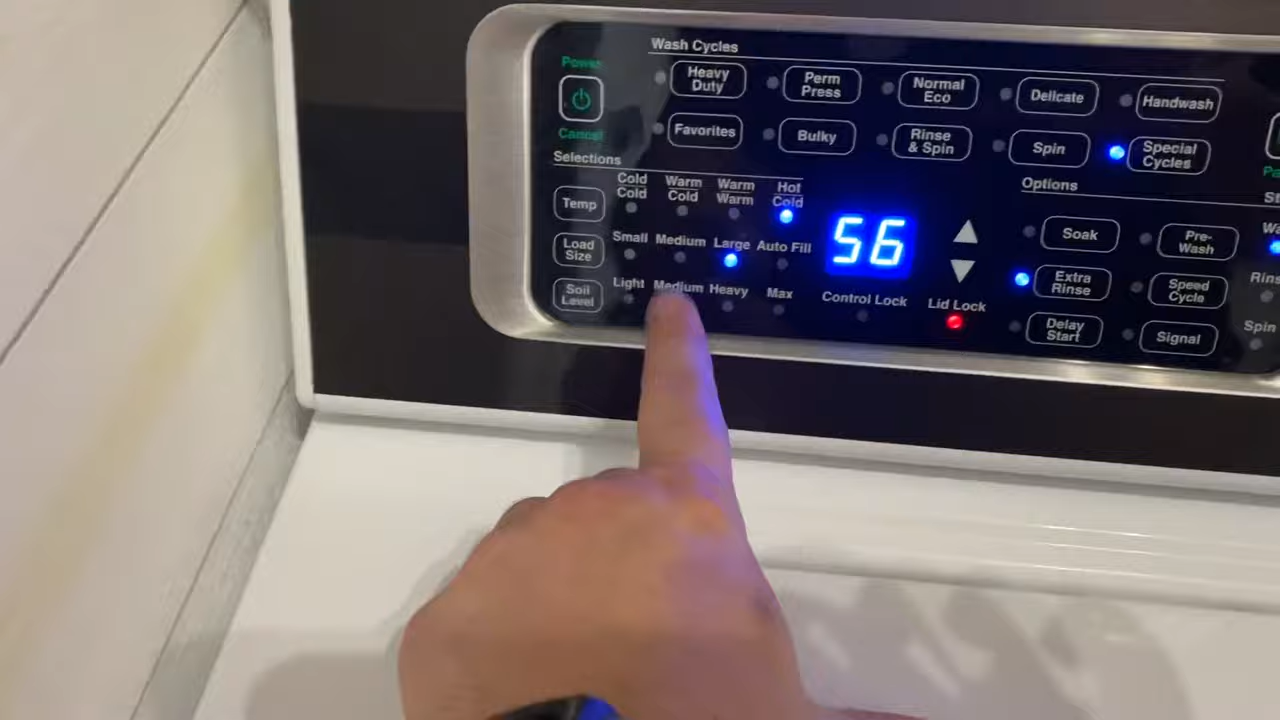 Wash Cycles
Power
Heavy Duty
Perm Press
Normal Eco
Delicate
Handwash
Cancel
Favorites
Bulky
Rinse & Spin
Spin
Special Cycles
Selections
Options
Temp
Cold Cold
Warm Cold
Warm Warm
Hot Cold
56
Soak
Pre-Wash
Load Size
Small
Medium
Large
Auto Fill
Extra Rinse
Speed Cycle
Soil Level
Light
Medium
Heavy
Max
Control Lock
Lid Lock
Delay Start
Signal
Spin